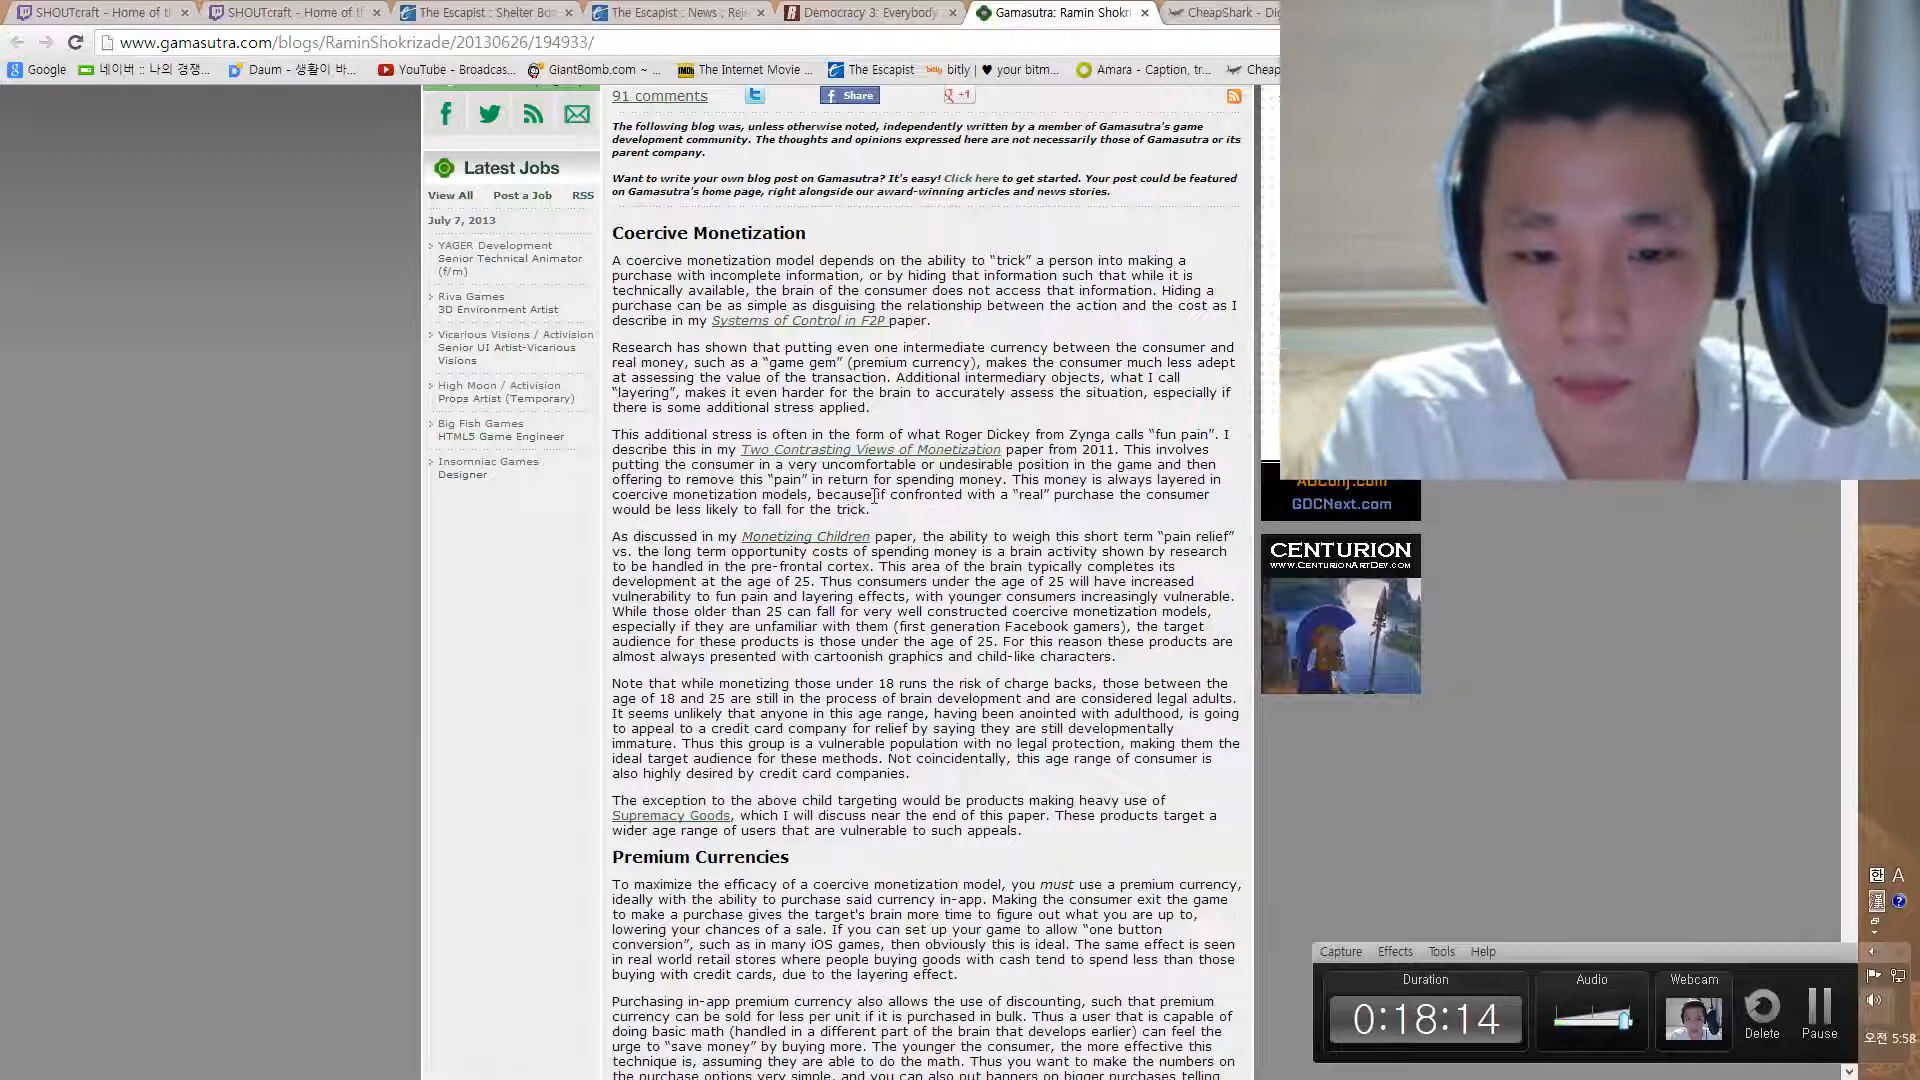 SHOUTcraft - Home of t
SHOUTcraft - Home of t
The Escapist : Shelter Bo
The Escapist : News : Rej
Democracy 3: Everybody
Gamasutra: Ramin Shokri
CheapShark - Dig
www.gamasutra.com/blogs/RaminShokrizade/20130626/194933/
Google
네이버 :: 나의 경쟁...
Daum - 생활이 바...
YouTube - Broadcas...
GiantBomb.com ~ ...
The Internet Movie ...
The Escapist
bitly | ♥ your bitm...
Amara - Caption, tr...
Cheap
91 comments
Share
+1
The following blog was, unless otherwise noted, independently written by a member of Gamasutra's game
development community. The thoughts and opinions expressed here are not necessarily those of Gamasutra or its
parent company.
Want to write your own blog post on Gamasutra? It's easy! Click here to get started. Your post could be featured
on Gamasutra's home page, right alongside our award-winning articles and news stories.
Latest Jobs
View All Post a Job RSS
July 7, 2013
YAGER Development
Senior Technical Animator
(f/m)
Riva Games
3D Environment Artist
Vicarious Visions / Activision
Senior UI Artist-Vicarious
Visions
High Moon / Activision
Props Artist (Temporary)
Big Fish Games
HTML5 Game Engineer
Insomniac Games
Designer
Coercive Monetization
A coercive monetization model depends on the ability to “trick” a person into making a
purchase with incomplete information, or by hiding that information such that while it is
technically available, the brain of the consumer does not access that information. Hiding a
purchase can be as simple as disguising the relationship between the action and the cost as I
describe in my Systems of Control in F2P paper.
Research has shown that putting even one intermediate currency between the consumer and
real money, such as a “game gem” (premium currency), makes the consumer much less adept
at assessing the value of the transaction. Additional intermediary objects, what I call
“layering”, makes it even harder for the brain to accurately assess the situation, especially if
there is some additional stress applied.
This additional stress is often in the form of what Roger Dickey from Zynga calls “fun pain”. I
describe this in my Two Contrasting Views of Monetization paper from 2011. This involves
putting the consumer in a very uncomfortable or undesirable position in the game and then
offering to remove this “pain” in return for spending money. This money is always layered in
coercive monetization models, because if confronted with a “real” purchase the consumer
would be less likely to fall for the trick.
As discussed in my Monetizing Children paper, the ability to weigh this short term “pain relief”
vs. the long term opportunity costs of spending money is a brain activity shown by research
to be handled in the pre-frontal cortex. This area of the brain typically completes its
development at the age of 25. Thus consumers under the age of 25 will have increased
vulnerability to fun pain and layering effects, with younger consumers increasingly vulnerable.
While those older than 25 can fall for very well constructed coercive monetization models,
especially if they are unfamiliar with them (first generation Facebook gamers), the target
audience for these products is those under the age of 25. For this reason these products are
almost always presented with cartoonish graphics and child-like characters.
Note that while monetizing those under 18 runs the risk of charge backs, those between the
age of 18 and 25 are still in the process of brain development and are considered legal adults.
It seems unlikely that anyone in this age range, having been anointed with adulthood, is going
to appeal to a credit card company for relief by saying they are still developmentally
immature. Thus this group is a vulnerable population with no legal protection, making them the
ideal target audience for these methods. Not coincidentally, this age range of consumer is
also highly desired by credit card companies.
The exception to the above child targeting would be products making heavy use of
Supremacy Goods, which I will discuss near the end of this paper. These products target a
wider age range of users that are vulnerable to such appeals.
Premium Currencies
To maximize the efficacy of a coercive monetization model, you must use a premium currency,
ideally with the ability to purchase said currency in-app. Making the consumer exit the game
to make a purchase gives the target's brain more time to figure out what you are up to,
lowering your chances of a sale. If you can set up your game to allow “one button
conversion”, such as in many iOS games, then obviously this is ideal. The same effect is seen
in real world retail stores where people buying goods with cash tend to spend less than those
buying with credit cards, due to the layering effect.
Purchasing in-app premium currency also allows the use of discounting, such that premium
currency can be sold for less per unit if it is purchased in bulk. Thus a user that is capable of
doing basic math (handled in a different part of the brain that develops earlier) can feel the
urge to “save money” by buying more. The younger the consumer, the more effective this
technique is, assuming they are able to do the math. Thus you want to make the numbers on
the purchase options very simple, and you can also put banners on bigger purchases telling
GDCNext.com
CENTURION
WWW.CENTURIONARTDEV.COM
Capture Effects Tools Help
Duration
0:18:14
Audio
Webcam
Delete
Pause
한 A
漢 ?
오전 5:58